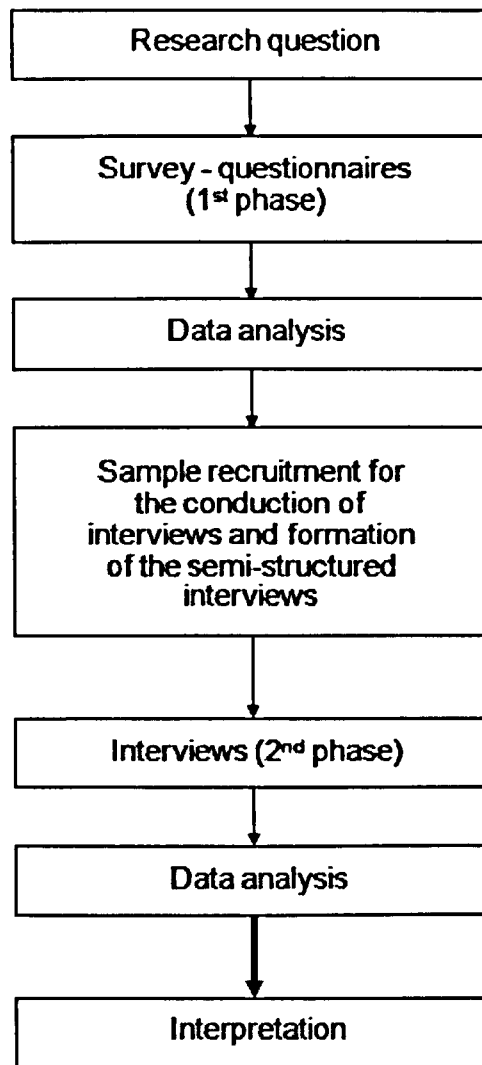 Research question
Survey - questionnaires
(1st phase)
Data analysis
Sample recruitment for
the conduction of
interviews and formation
of the semi-structured
interviews
Interviews (2nd phase)
Data analysis
Interpretation